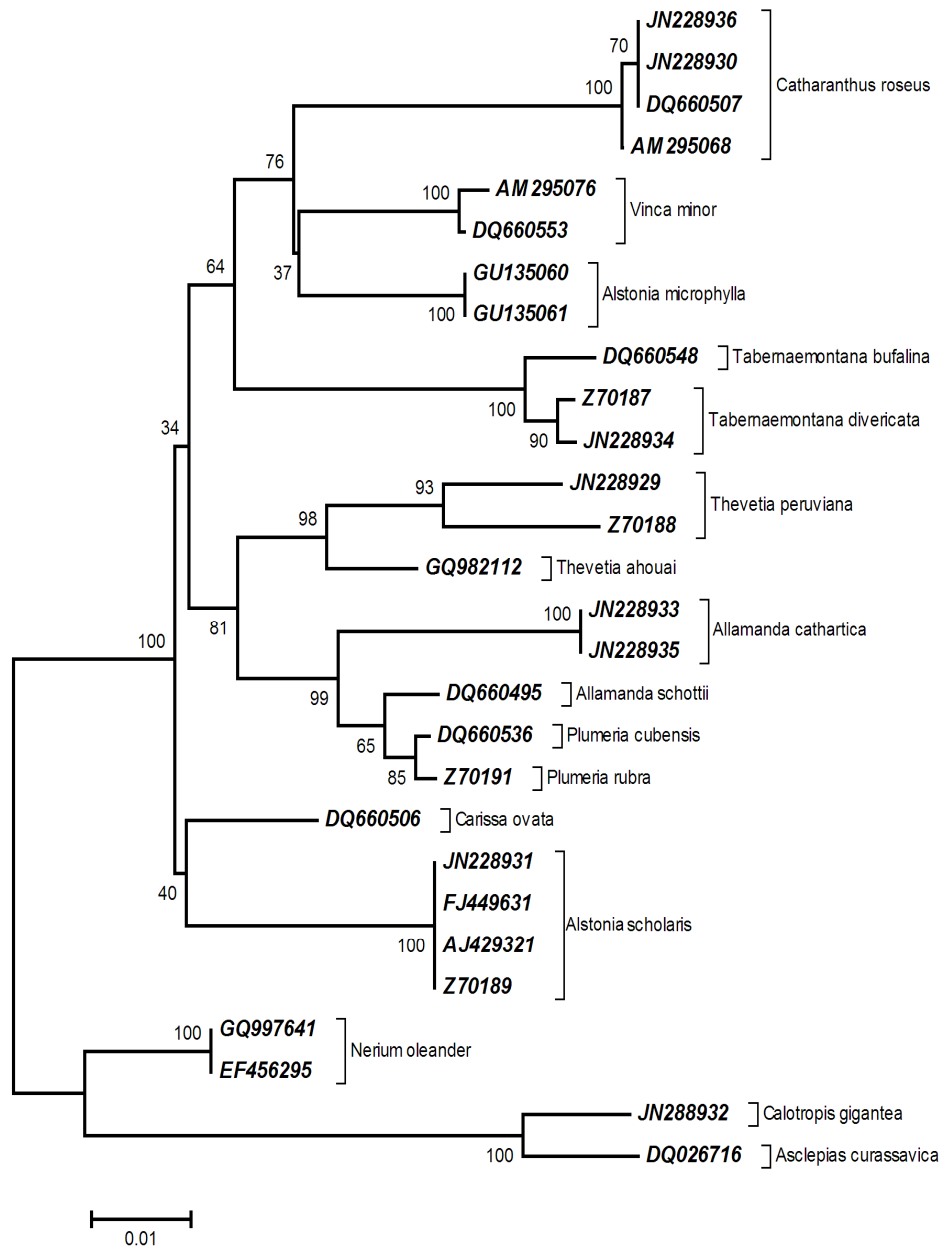 JN228936
70
JN228930
100
Catharanthus roseus
DQ660507
AM295068
76
100
AM295076
Vinca minor
DQ660553
64
37
GU135060
Alstonia microphylla
100
GU135061
DQ660548
Tabernaemontana bufalina
Z70187
100
Tabernaemontana divericata
34
90
JN228934
93
JN228929
Thevetia peruviana
98
Z70188
GQ982112
Thevetia ahouai
100
JN228933
81
Allamanda cathartica
100
JN228935
99
DQ660495
Allamanda schottii
65
DQ660536
Plumeria cubensis
85
Z70191
Plumeria rubra
DQ660506
Carissa ovata
JN228931
40
FJ449631
Alstonia scholaris
100
AJ429321
Z70189
100
GQ997641
Nerium oleander
EF456295
JN288932
Calotropis gigantea
100
DQ026716
Asclepias curassavica
0.01